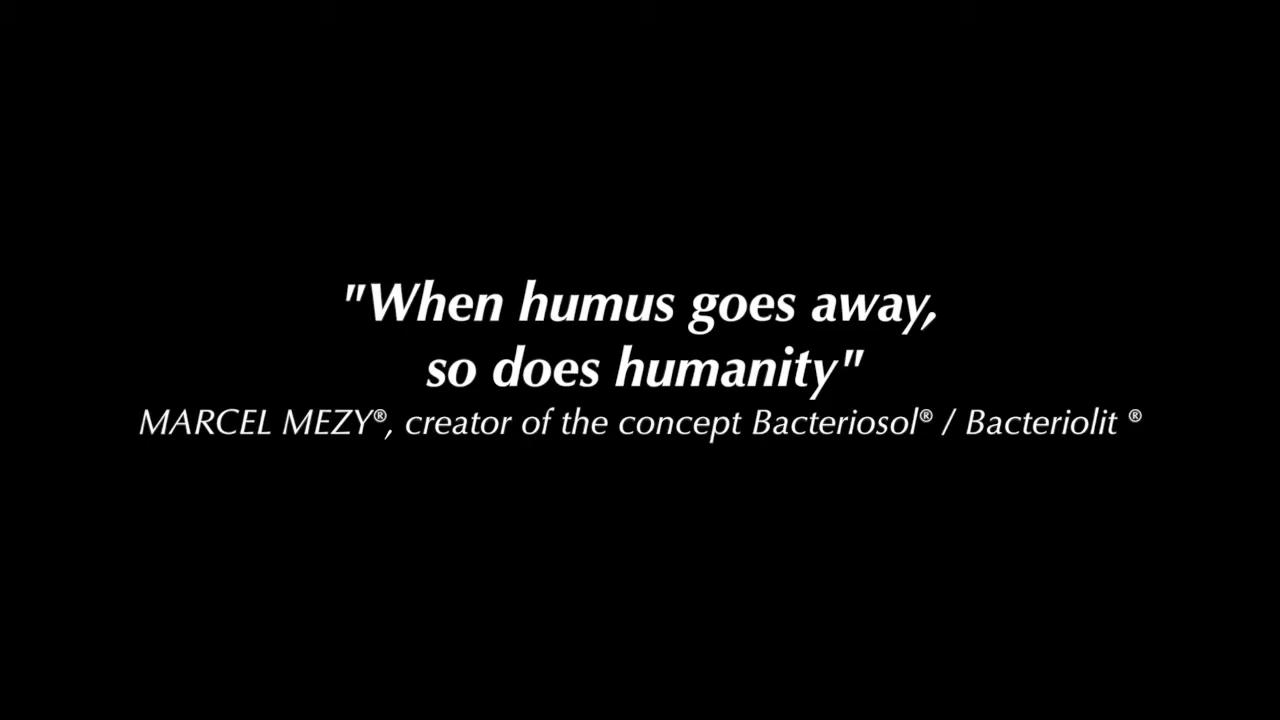 "When humus goes away,
so does humanity"
MARCEL MEZY®, creator of the concept Bacteriosol® / Bacteriolit ®